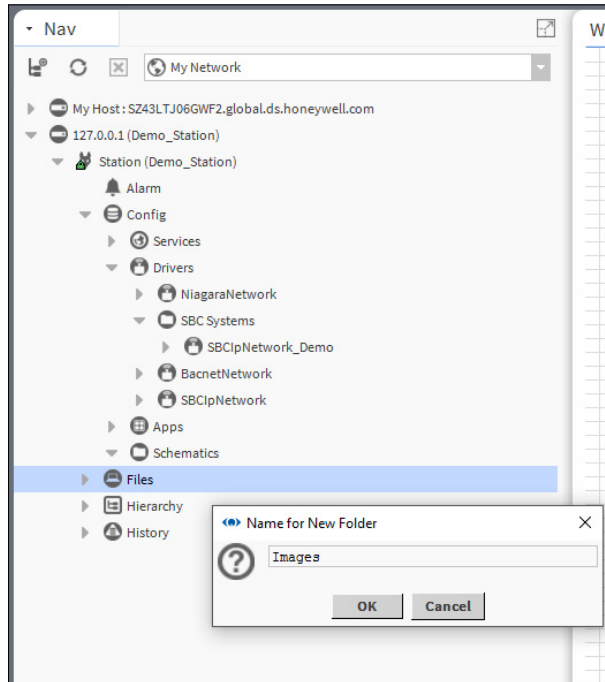 Nav
W
My Network
My Host : SZ43LTJ06GWF2.global.ds.honeywell.com
127.0.0.1 (Demo_Station)
Station (Demo_Station)
Alarm
Config
Services
Drivers
NiagaraNetwork
SBC Systems
SBCIpNetwork_Demo
BacnetNetwork
SBCIpNetwork
Apps
Schematics
Files
Hierarchy
History
Name for New Folder
Images
OK Cancel